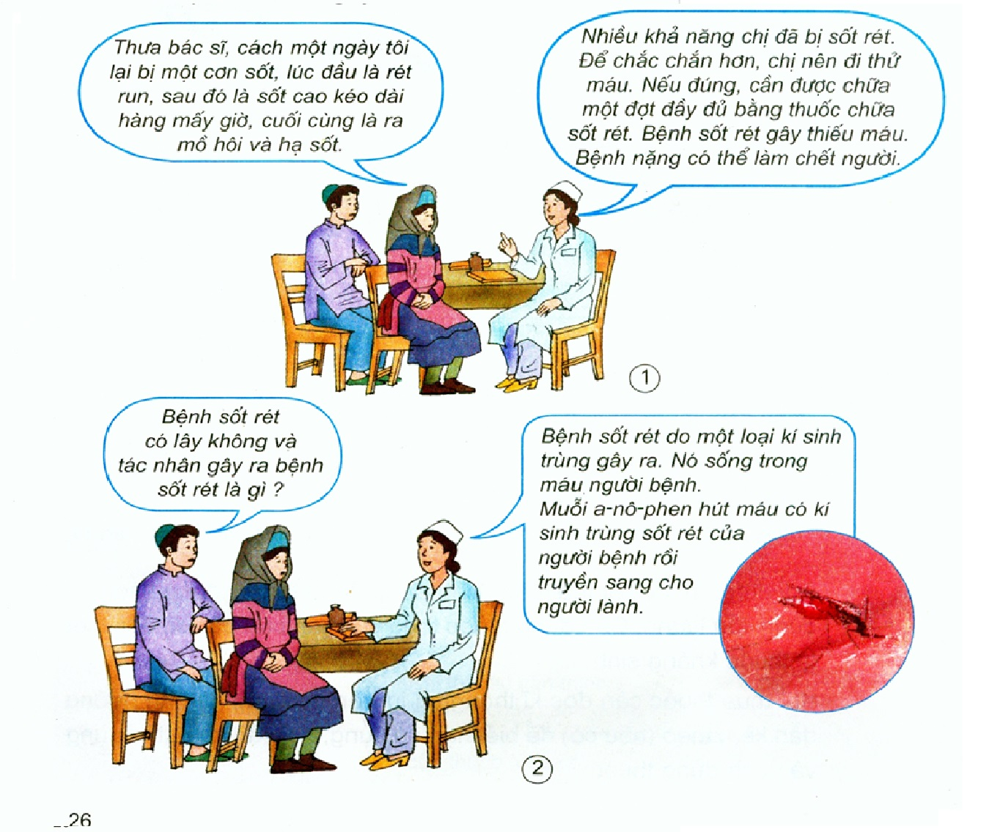 Thưa bác sĩ, cách một ngày tôi
lại bị một cơn sốt, lúc đầu là rét
run, sau đó là sốt cao kéo dài
hàng mấy giờ, cuối cùng là ra
mồ hôi và hạ sốt.
Nhiều khả năng chị đã bị sốt rét.
Để chắc chắn hơn, chị nên đi thử
máu. Nếu đúng, cần được chữa
một đợt đầy đủ bằng thuốc chữa
sốt rét. Bệnh sốt rét gây thiếu máu.
Bệnh nặng có thể làm chết người.
1
Bệnh sốt rét
có lây không và
tác nhân gây ra bệnh
sốt rét là gì ?
Bệnh sốt rét do một loại kí sinh
trùng gây ra. Nó sống trong
máu người bệnh.
Muỗi a-nô-phen hút máu có kí
sinh trùng sốt rét của
người bệnh rồi
truyền sang cho
người lành.
2
26